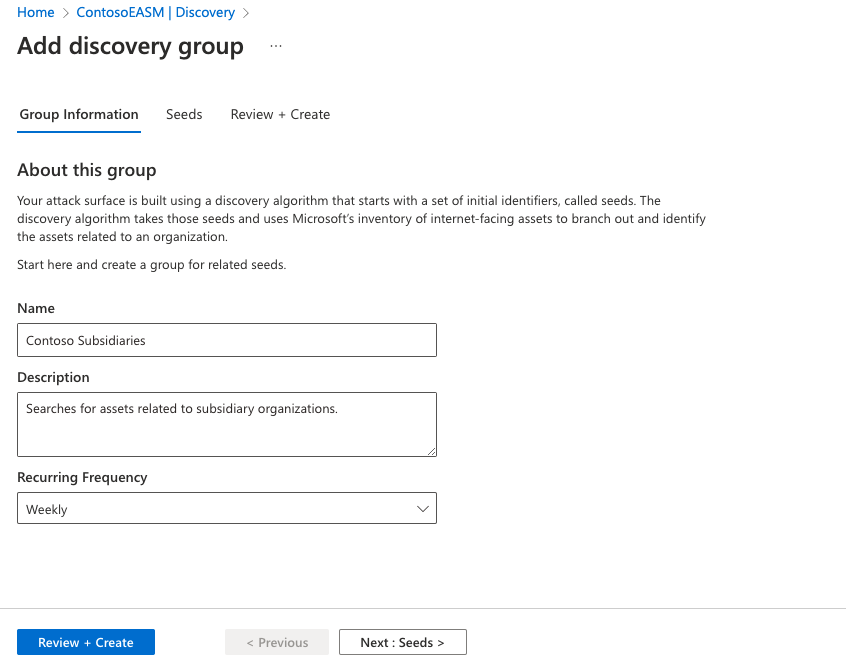 Home > ContosoEASM | Discovery >
Add discovery group ...
Group Information Seeds Review + Create
About this group
Your attack surface is built using a discovery algorithm that starts with a set of initial identifiers, called seeds. The
discovery algorithm takes those seeds and uses Microsoft's inventory of internet-facing assets to branch out and identify
the assets related to an organization.
Start here and create a group for related seeds.
Name
Contoso Subsidiaries
Description
Searches for assets related to subsidiary organizations.
Recurring Frequency
Weekly
Review + Create < Previous Next : Seeds >